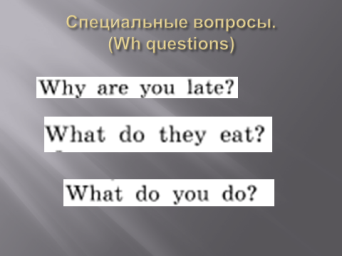 Специальные вопросы.
(Wh questions)
Why are you late?
What do they eat?
What do you do?